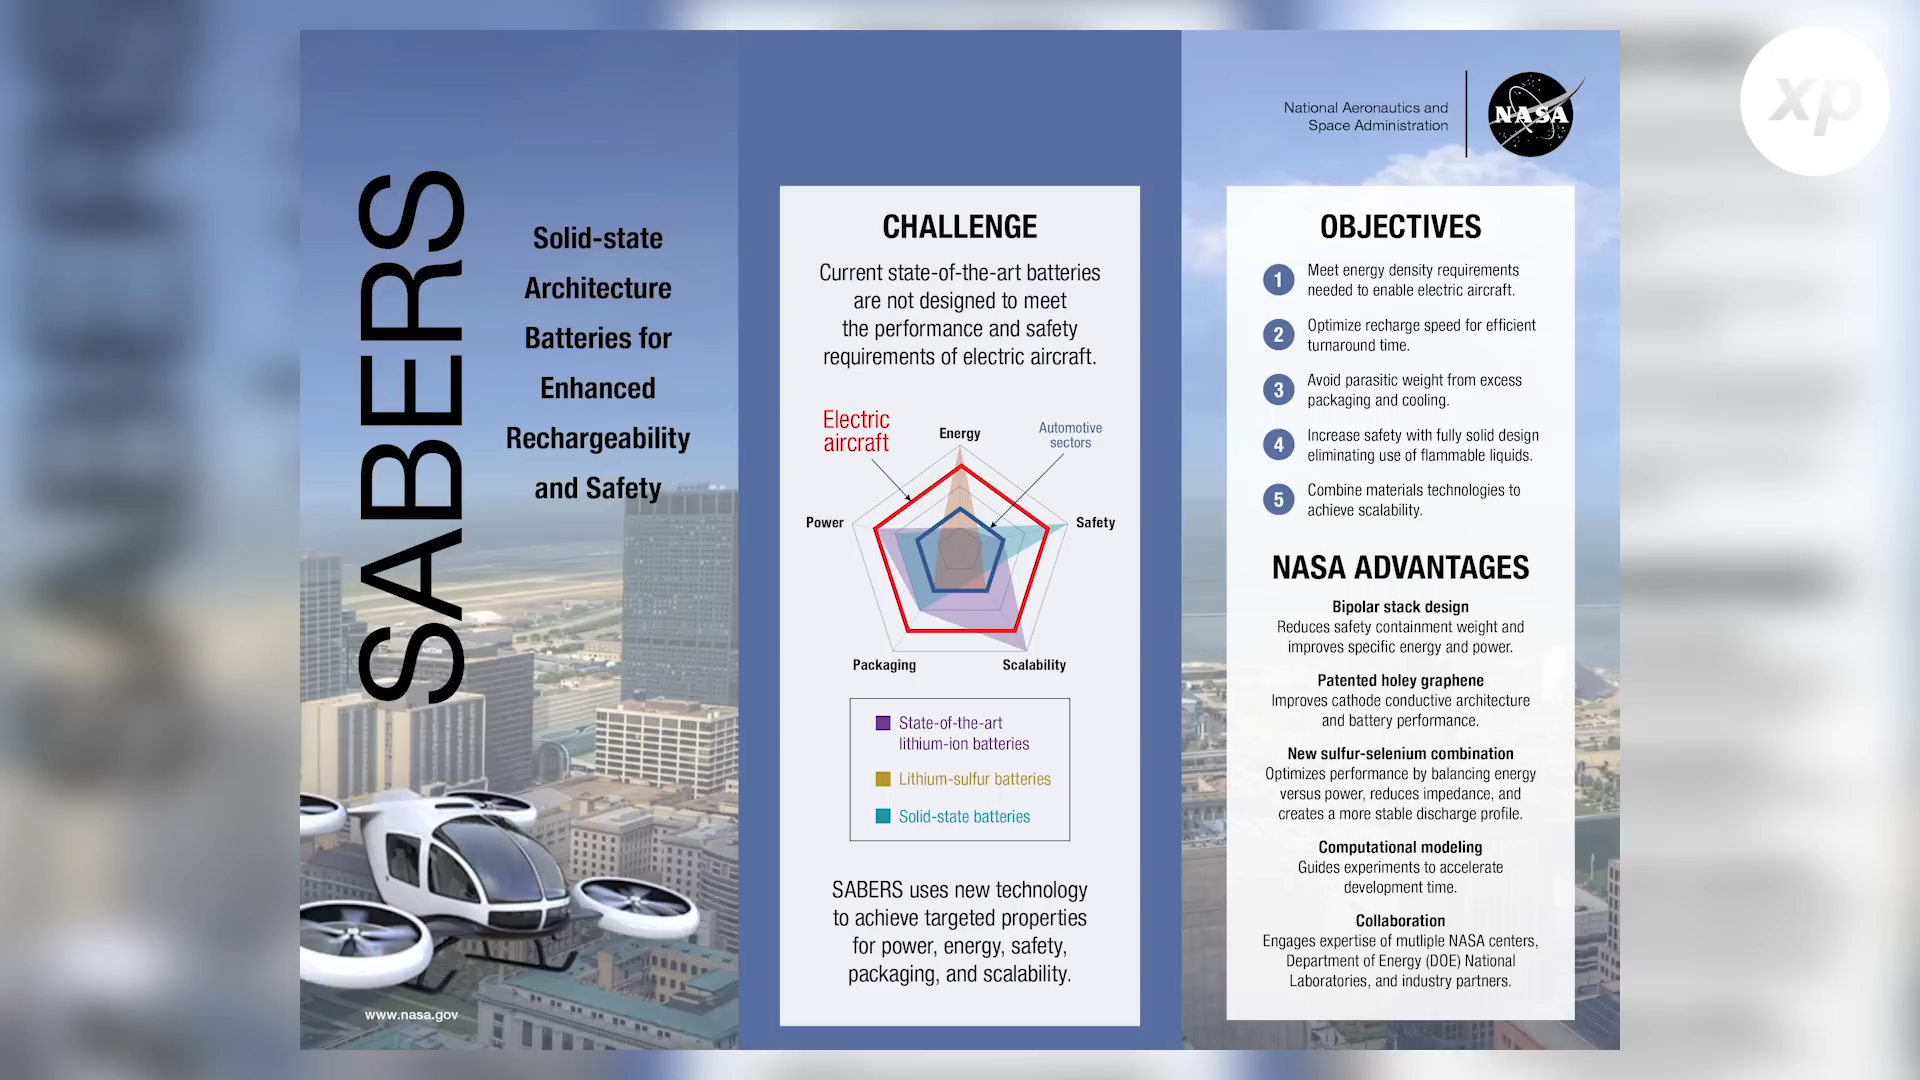 SABERS
Solid-state
Architecture
Batteries for
Enhanced
Rechargeability
and Safety
www.nasa.gov
CHALLENGE
Current state-of-the-art batteries
are not designed to meet
the performance and safety
requirements of electric aircraft.
Electric
aircraft
Energy
Automotive
sectors
Power
Safety
Packaging
Scalability
State-of-the-art
lithium-ion batteries
Lithium-sulfur batteries
Solid-state batteries
SABERS uses new technology
to achieve targeted properties
for power, energy, safety,
packaging, and scalability.
National Aeronautics and
Space Administration
NASA
OBJECTIVES
1 Meet energy density requirements
needed to enable electric aircraft.
2 Optimize recharge speed for efficient
turnaround time.
3 Avoid parasitic weight from excess
packaging and cooling.
4 Increase safety with fully solid design
eliminating use of flammable liquids.
5 Combine materials technologies to
achieve scalability.
NASA ADVANTAGES
Bipolar stack design
Reduces safety containment weight and
improves specific energy and power.
Patented holey graphene
Improves cathode conductive architecture
and battery performance.
New sulfur-selenium combination
Optimizes performance by balancing energy
versus power, reduces impedance, and
creates a more stable discharge profile.
Computational modeling
Guides experiments to accelerate
development time.
Collaboration
Engages expertise of mutliple NASA centers,
Department of Energy (DOE) National
Laboratories, and industry partners.
xp